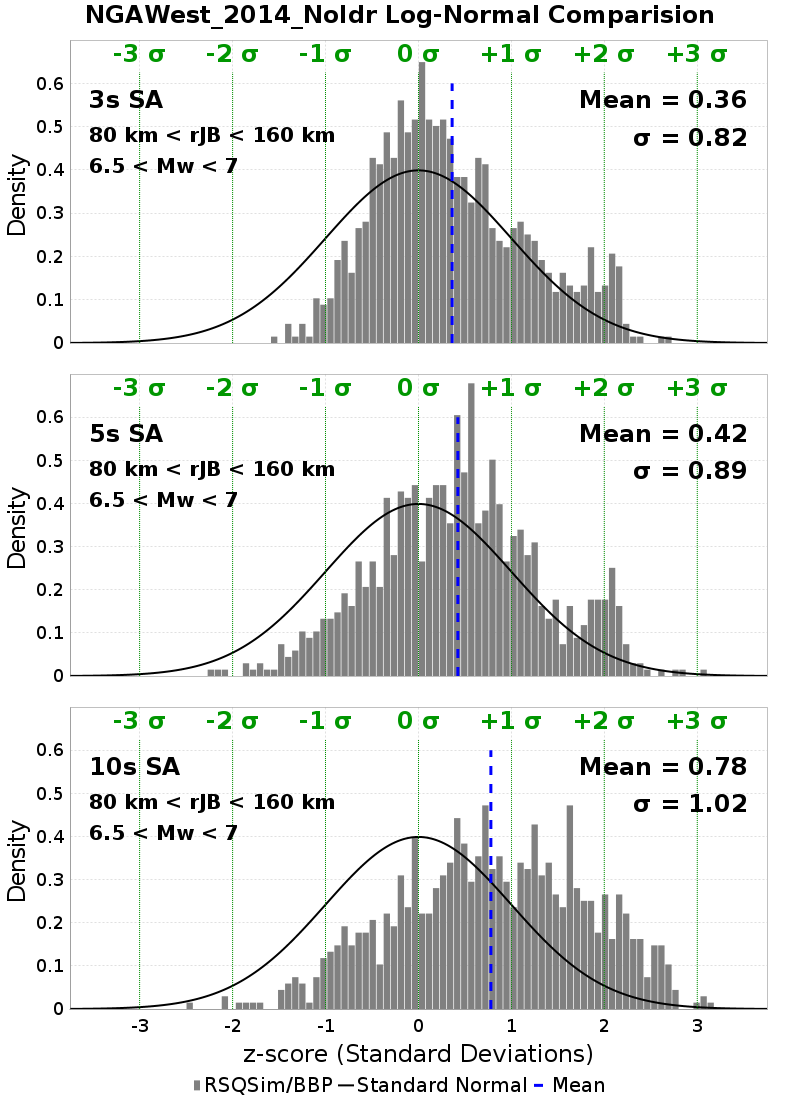 NGAWest_2014_NoIdr Log-Normal Comparision
-3 σ -2 σ -1 σ 0 σ +1 σ +2 σ +3 σ
0.6
3s SA Mean = 0.36
0.5
80 km < rJB < 160 km σ = 0.82
0.4
6.5 < Mw < 7
0.3
Density
0.2
0.1
0
-3 σ -2 σ -1 σ 0 σ +1 σ +2 σ +3 σ
0.6
5s SA Mean = 0.42
0.5
80 km < rJB < 160 km σ = 0.89
0.4
6.5 < Mw < 7
0.3
Density
0.2
0.1
0
-3 σ -2 σ -1 σ 0 σ +1 σ +2 σ +3 σ
0.6
10s SA Mean = 0.78
0.5
80 km < rJB < 160 km σ = 1.02
0.4
6.5 < Mw < 7
0.3
Density
0.2
0.1
0
-3 -2 -1 0 1 2 3
z-score (Standard Deviations)
RSQSim/BBP Standard Normal Mean